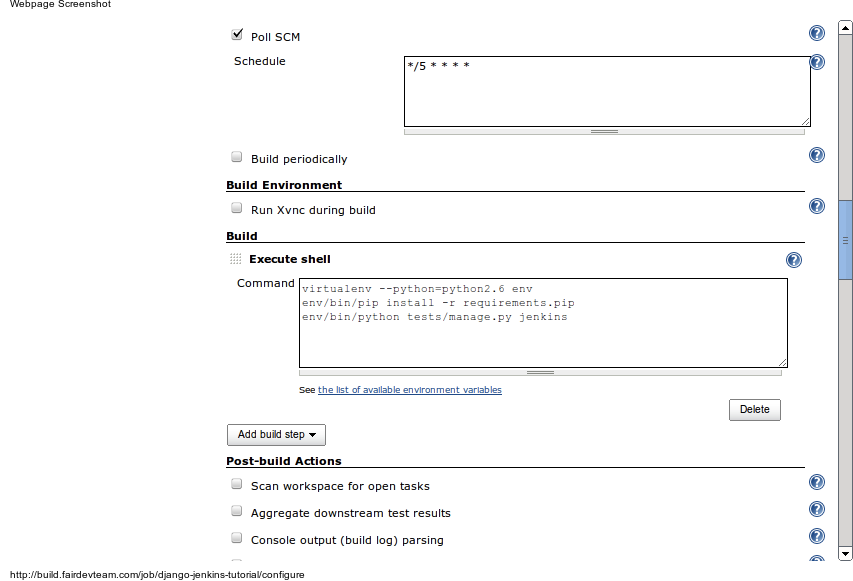 Webpage Screenshot
Poll SCM
Schedule
*/5 * * * *
Build periodically
Build Environment
Run Xvnc during build
Build
Execute shell
Command
virtualenv --python=python2.6 env
env/bin/pip install -r requirements.pip
env/bin/python tests/manage.py jenkins
See the list of available environment variables
Delete
Add build step
Post-build Actions
Scan workspace for open tasks
Aggregate downstream test results
Console output (build log) parsing
http://build.fairdevteam.com/job/django-jenkins-tutorial/configure